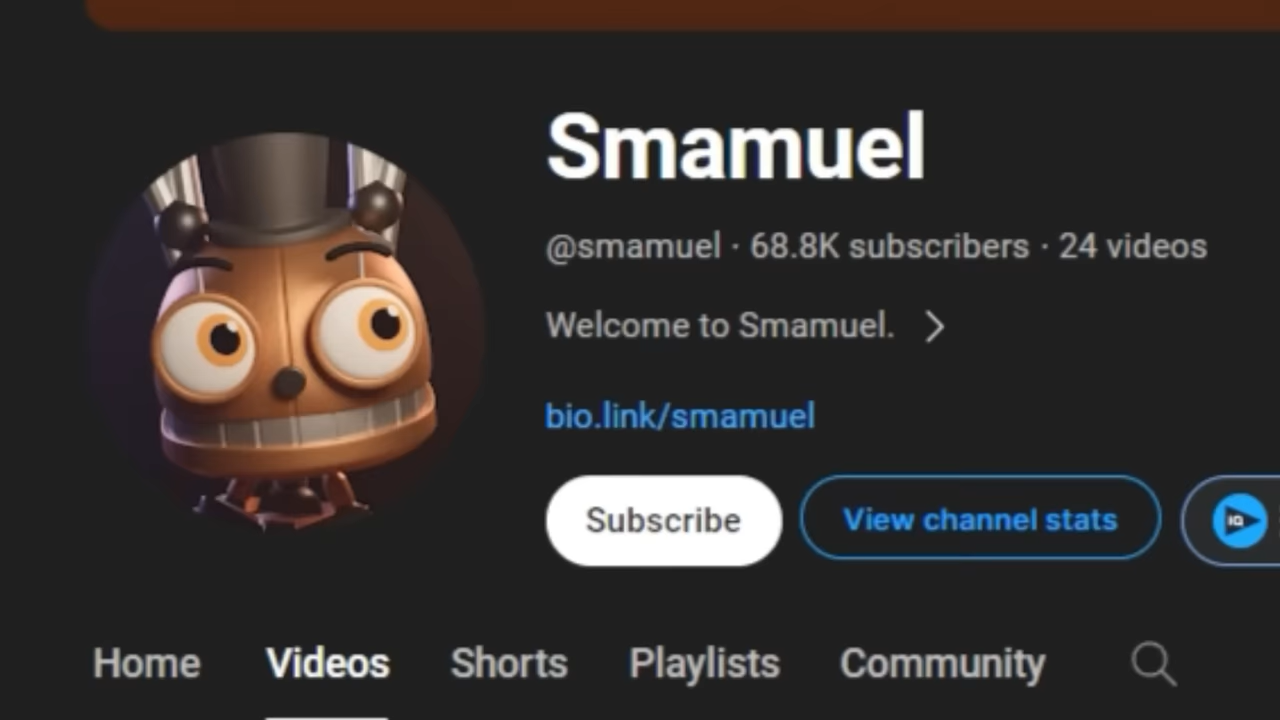 Smamuel
@smamuel · 68.8K subscribers · 24 videos
Welcome to Smamuel.
bio.link/smamuel
Subscribe View channel stats IQ
Home Videos Shorts Playlists Community